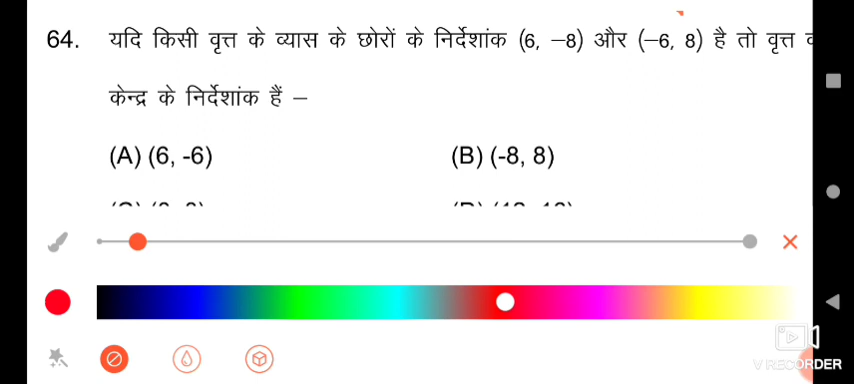 64. यदि किसी वृत्त के व्यास के छोरों के निर्देशांक (6, –8) और (–6, 8) है तो वृत्त
केन्द्र के निर्देशांक हैं –
(A) (6, -6) (B) (-8, 8)
V RECORDER